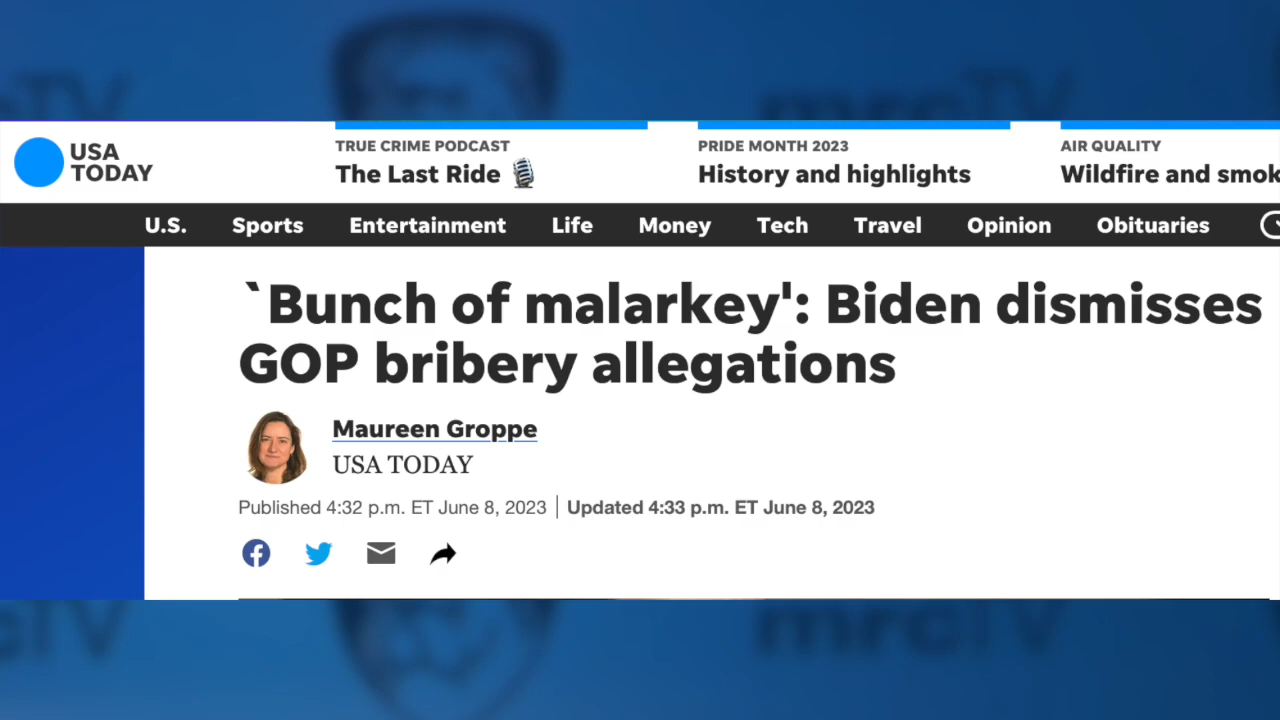 mrcTV
USA
TODAY
TRUE CRIME PODCAST
The Last Ride
PRIDE MONTH 2023
History and highlights
AIR QUALITY
Wildfire and smok
U.S. Sports Entertainment Life Money Tech Travel Opinion Obituaries
`Bunch of malarkey': Biden dismisses
GOP bribery allegations
Maureen Groppe
USA TODAY
Published 4:32 p.m. ET June 8, 2023 | Updated 4:33 p.m. ET June 8, 2023
mrcTV